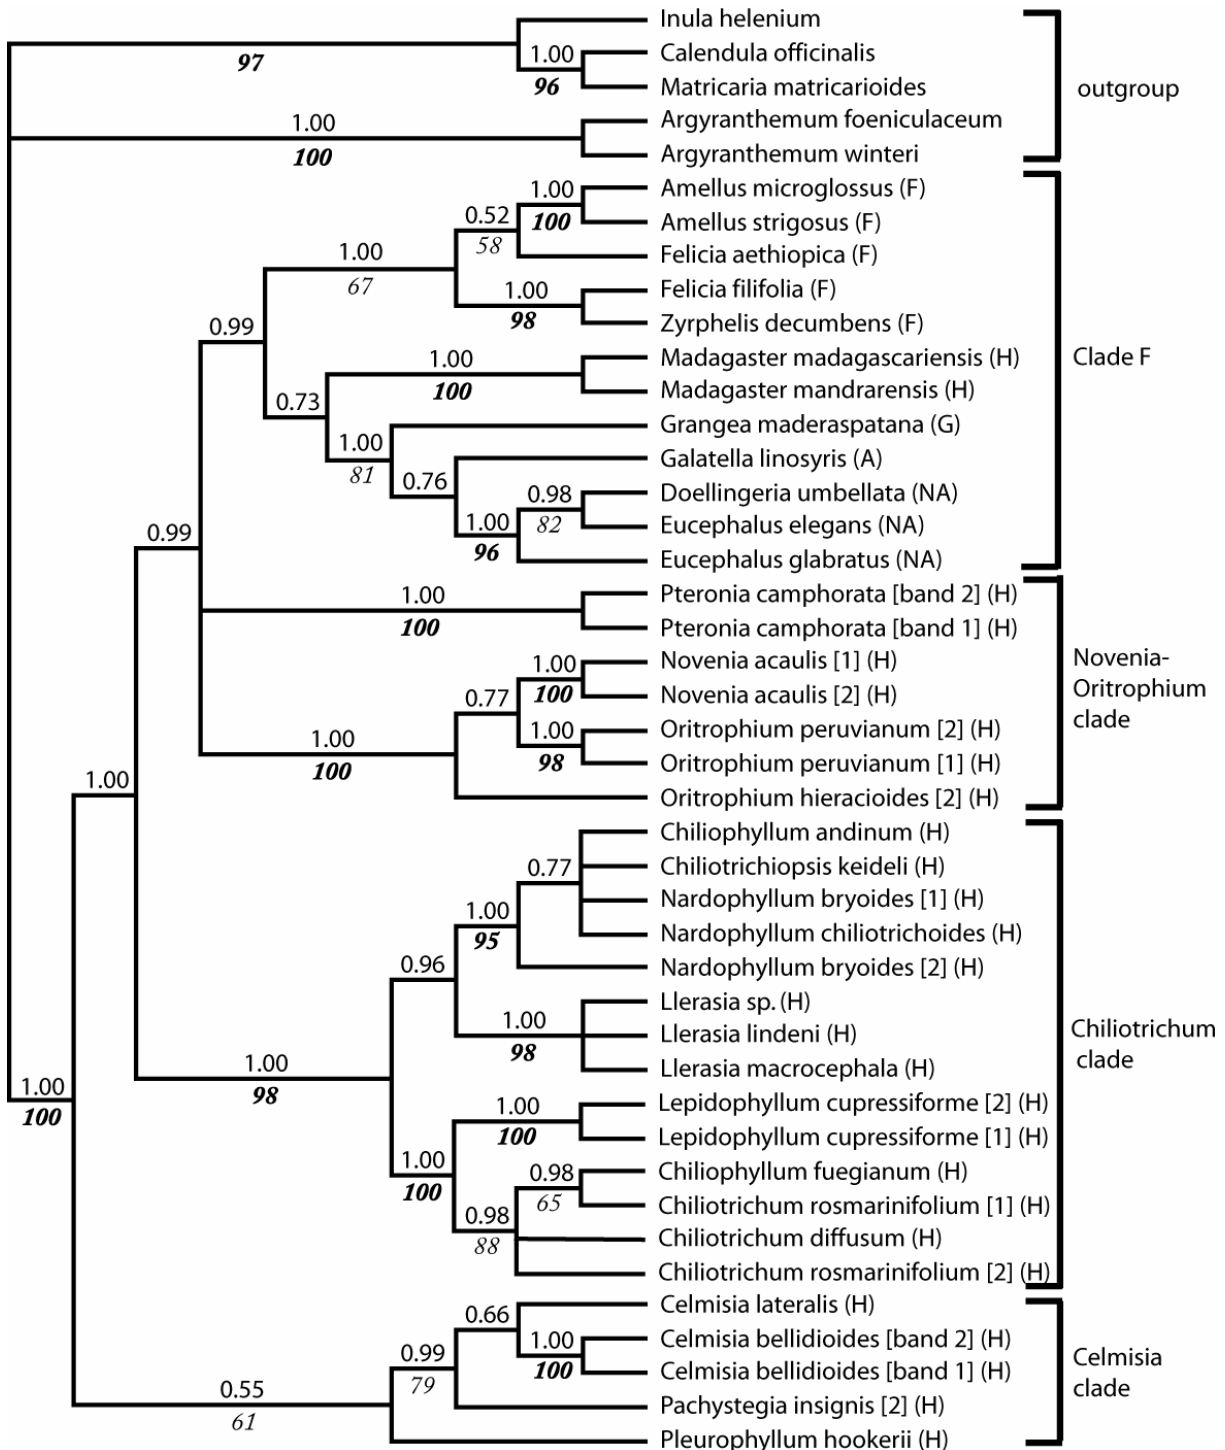 Inula helenium
1.00
Calendula officinalis
97
96
Matricaria matricarioides
outgroup
1.00
Argyranthemum foeniculaceum
100
Argyranthemum winteri
1.00
Amellus microglossus (F)
0.52
100
Amellus strigosus (F)
1.00
58
Felicia aethiopica (F)
67
1.00
Felicia filifolia (F)
0.99
98
Zyrphelis decumbens (F)
1.00
Madagaster madagascariensis (H)
Clade F
0.73
100
Madagaster mandrarensis (H)
1.00
Grangea maderaspatana (G)
81
Galatella linosyris (A)
0.76
0.98
Doellingeria umbellata (NA)
0.99
1.00
82
Eucephalus elegans (NA)
96
Eucephalus glabratus (NA)
1.00
Pteronia camphorata [band 2] (H)
100
Pteronia camphorata [band 1] (H)
1.00
Novenia acaulis [1] (H)
Novenia-
Oritrophium
clade
0.77
100
Novenia acaulis [2] (H)
1.00
1.00
Oritrophium peruvianum [2] (H)
100
98
Oritrophium peruvianum [1] (H)
1.00
Oritrophium hieracioides [2] (H)
Chiliophyllum andinum (H)
0.77
Chiliotrichiopsis keideli (H)
1.00
Nardophyllum bryoides [1] (H)
95
Nardophyllum chiliotrichoides (H)
0.96
Nardophyllum bryoides [2] (H)
Llerasia sp. (H)
1.00
Llerasia lindeni (H)
Chiliotrichum
clade
1.00
98
98
Llerasia macrocephala (H)
1.00
100
1.00
Lepidophyllum cupressiforme [2] (H)
100
Lepidophyllum cupressiforme [1] (H)
1.00
100
0.98
Chiliophyllum fuegianum (H)
65
Chiliotrichum rosmarinifolium [1] (H)
0.98
88
Chiliotrichum diffusum (H)
Chiliotrichum rosmarinifolium [2] (H)
0.66
Celmisia lateralis (H)
0.99
1.00
Celmisia bellidioides [band 2] (H)
79
100
Celmisia bellidioides [band 1] (H)
Celmisia
clade
0.55
Pachystegia insignis [2] (H)
61
Pleurophyllum hookerii (H)